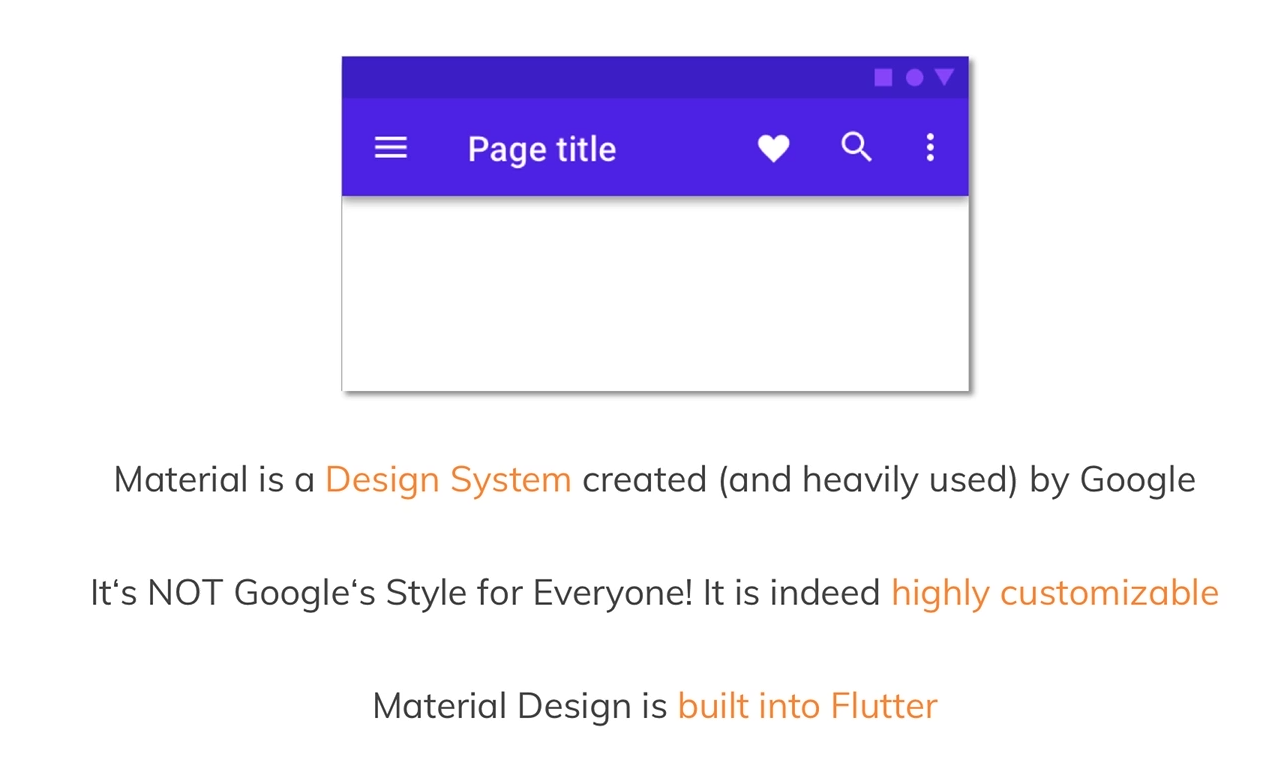 Page title
Material is a Design System created (and heavily used) by Google
It‘s NOT Google‘s Style for Everyone! It is indeed highly customizable
Material Design is built into Flutter